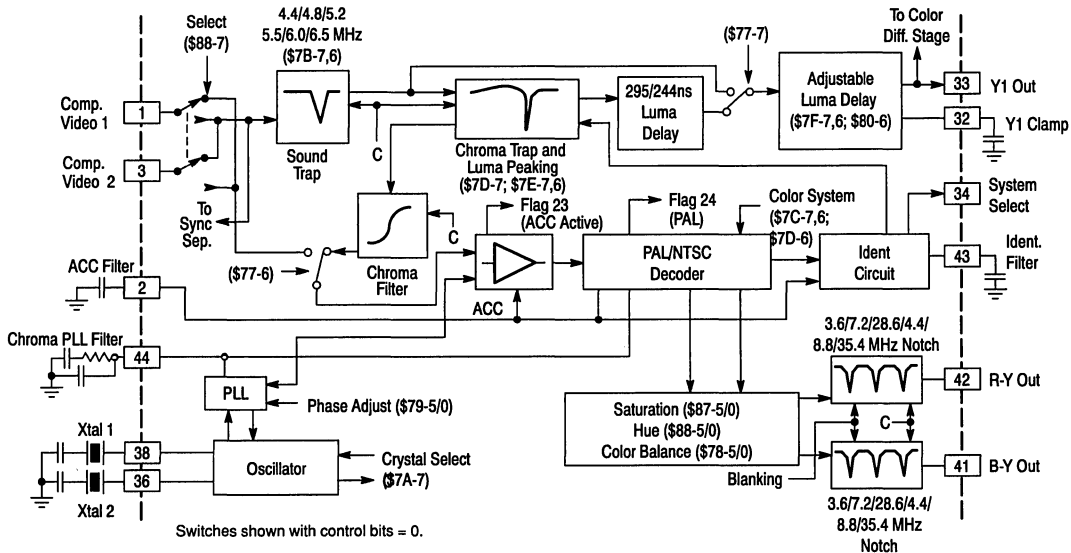 Select
($88-7)
4.4/4.8/5.2
5.5/6.0/6.5 MHz
($7B-7,6)
($77-7)
To Color
Diff. Stage
Comp.
Video 1
1
Comp.
Video 2
3
Sound
Trap
C
Chroma Trap and
Luma Peaking
($7D-7; $7E-7,6)
295/244ns
Luma
Delay
Adjustable
Luma Delay
($7F-7,6; $80-6)
33
Y1 Out
32
Y1 Clamp
To
Sync
Sep.
34
System
Select
C
Chroma
Filter
Flag 23
(ACC Active)
Flag 24
(PAL)
Color System
($7C-7,6;
$7D-6)
PAL/NTSC
Decoder
Ident
Circuit
43
Ident.
Filter
($77-6)
ACC Filter
2
ACC
Chroma PLL Filter
44
PLL
Phase Adjust ($79-5/0)
3.6/7.2/28.6/4.4/
8.8/35.4 MHz Notch
42
R-Y Out
Saturation ($87-5/0)
Hue ($88-5/0)
Color Balance ($78-5/0)
C
Blanking
41
B-Y Out
3.6/7.2/28.6/4.4/
8.8/35.4 MHz
Notch
Xtal 1
38
36
Xtal 2
Oscillator
Crystal Select
($7A-7)
Switches shown with control bits = 0.